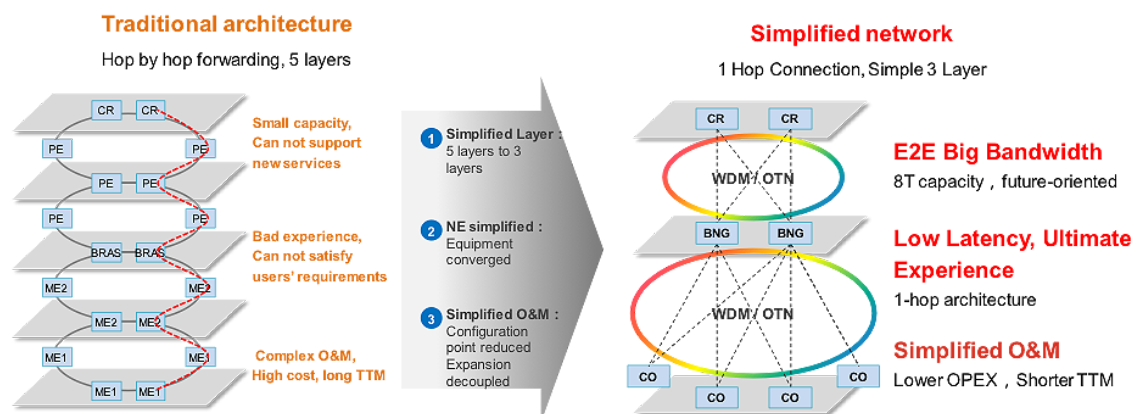 Traditional architecture
Hop by hop forwarding, 5 layers
CR CR
PE PE
PE PE
PE PE
BRAS BRAS
ME2 ME2
ME2 ME2
ME1 ME1
ME1 ME1
Small capacity,
Can not support
new services
Bad experience,
Can not satisfy
users' requirements
Complex O&M,
High cost, long TTM
1 Simplified Layer :
5 layers to 3
layers
2 NE simplified :
Equipment
converged
3 Simplified O&M :
Configuration
point reduced
Expansion
decoupled
Simplified network
1 Hop Connection, Simple 3 Layer
CR CR
WDM / OTN
BNG BNG
WDM / OTN
CO CO
CO CO
E2E Big Bandwidth
8T capacity , future-oriented
Low Latency, Ultimate
Experience
1-hop architecture
Simplified O&M
Lower OPEX , Shorter TTM